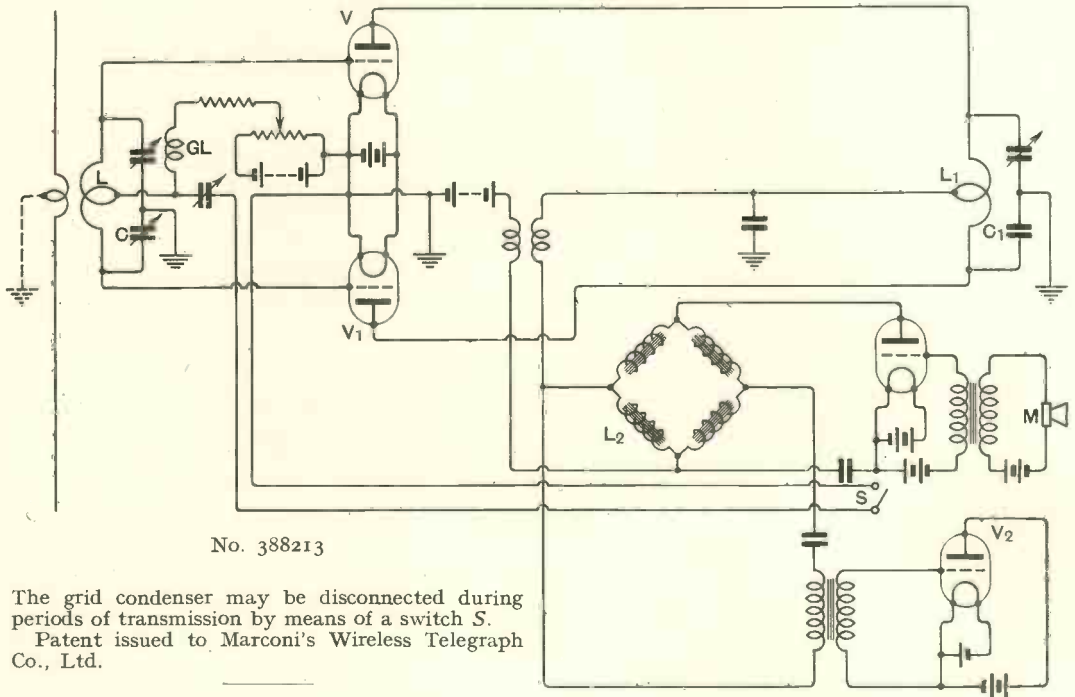 V
GL
L
C
V1
L1
C1
L2
M
S
V2
No. 388213
The grid condenser may be disconnected during
periods of transmission by means of a switch S.
Patent issued to Marconi's Wireless Telegraph
Co., Ltd.